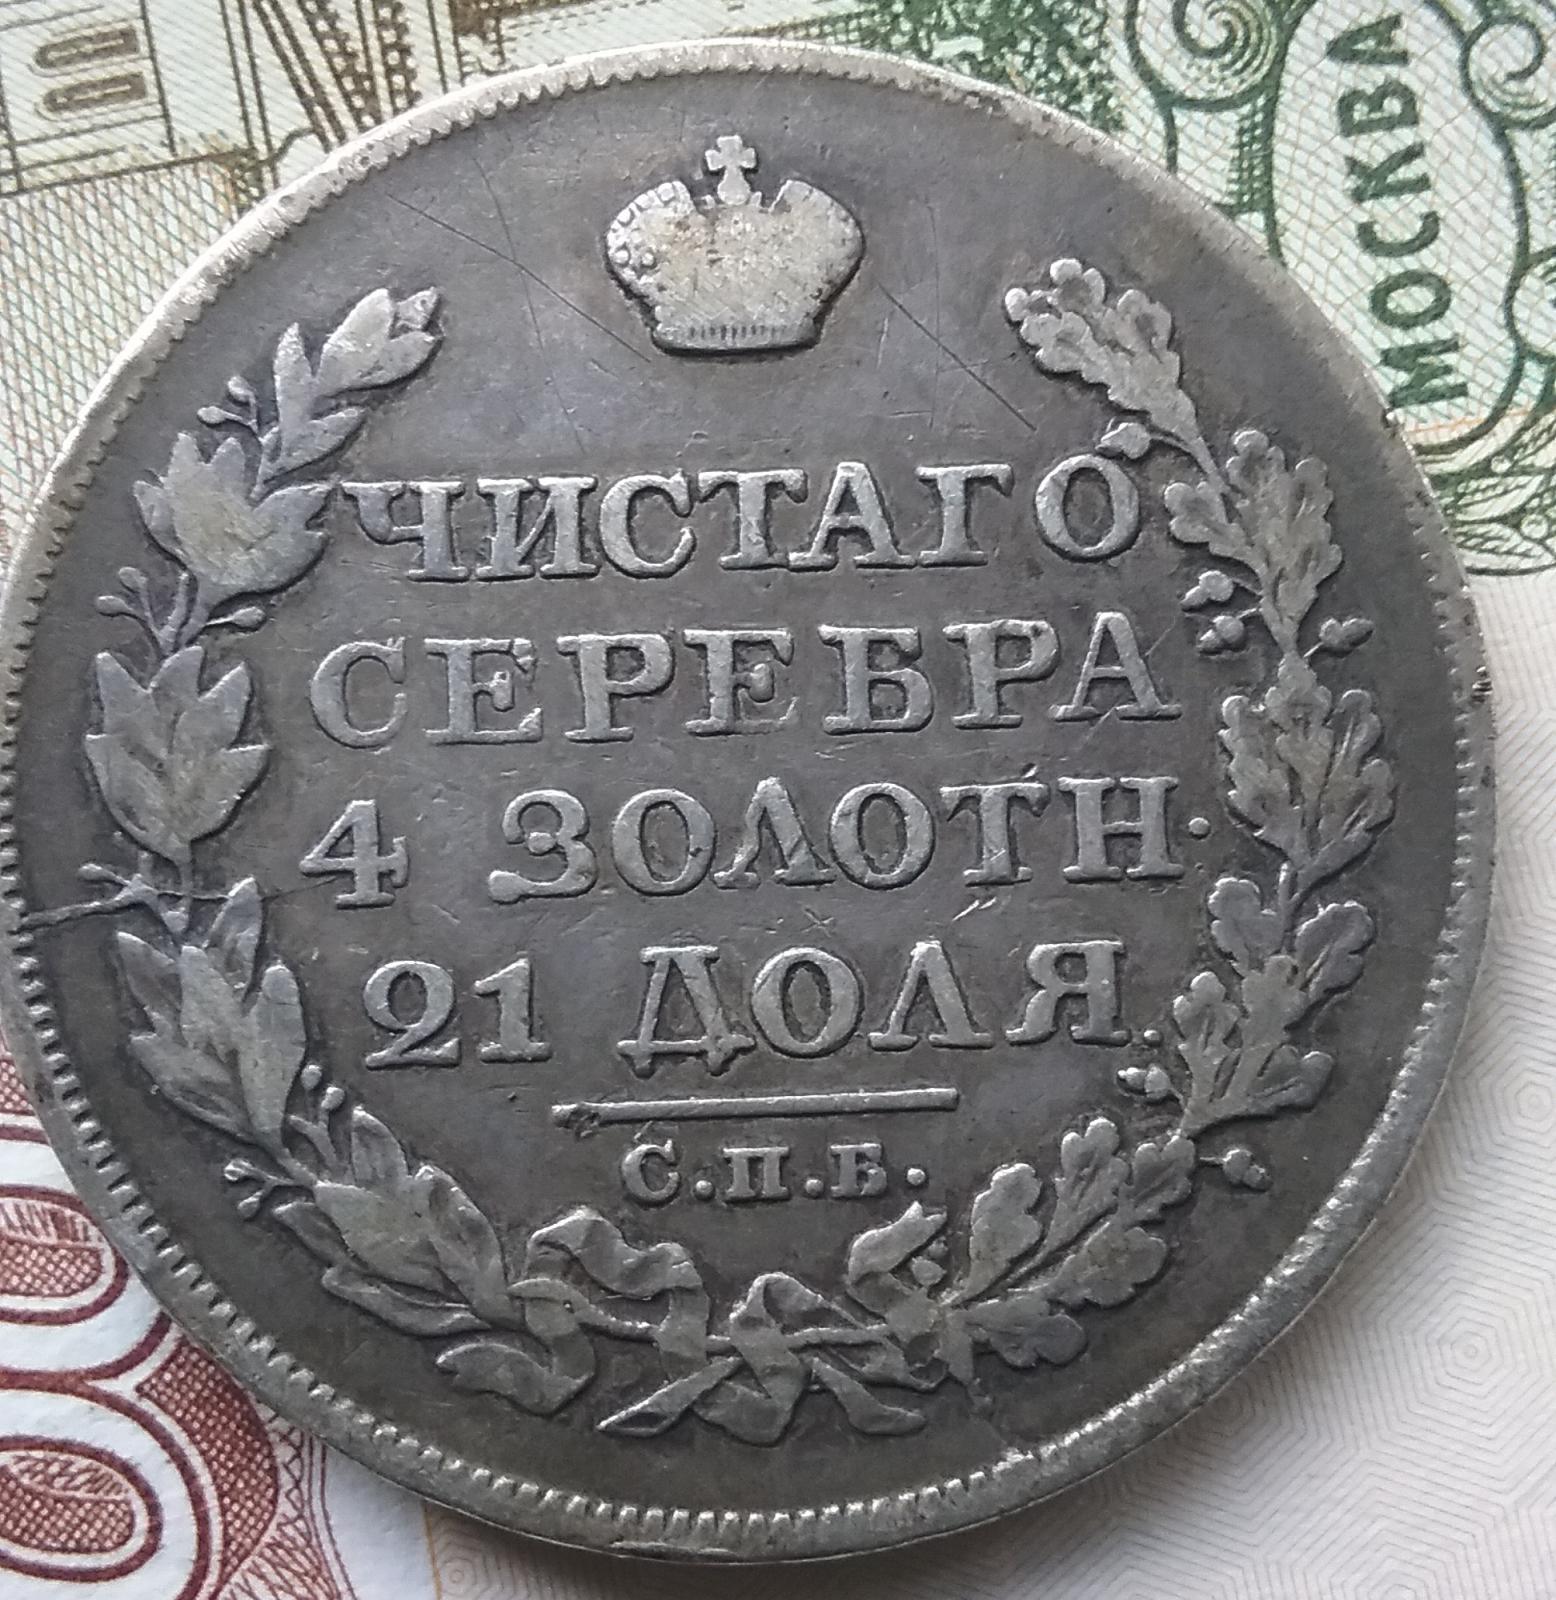 МОСКВА
ЧИСТАГО
СЕРЕБРА
4 ЗОЛОТН·
21 ДОЛЯ.
С.П.Б.